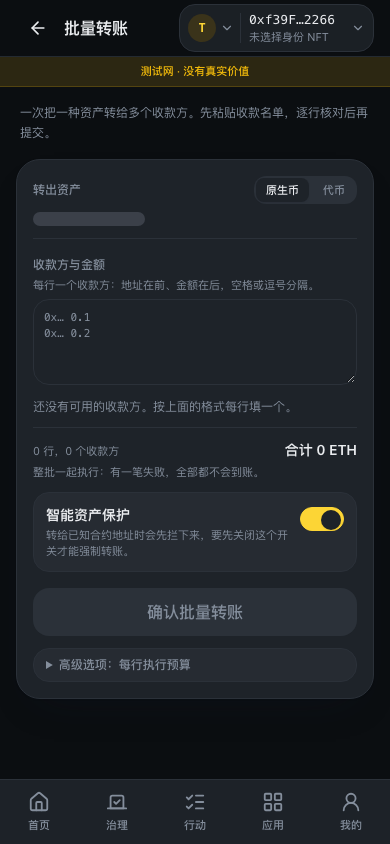 批量转账
T
0xf39F…2266
未选择身份 NFT
测试网 · 没有真实价值
一次把一种资产转给多个收款方。先粘贴收款名单，逐行核对后再
提交。
转出资产
原生币
代币
收款方与金额
每行一个收款方：地址在前、金额在后，空格或逗号分隔。
0x… 0.1
0x… 0.2
还没有可用的收款方。按上面的格式每行填一个。
0 行，0 个收款方
合计 0 ETH
整批一起执行：有一笔失败，全部都不会到账。
智能资产保护
转给已知合约地址时会先拦下来，要先关闭这个开
关才能强制转账。
确认批量转账
▶ 高级选项：每行执行预算
首页
治理
行动
应用
我的